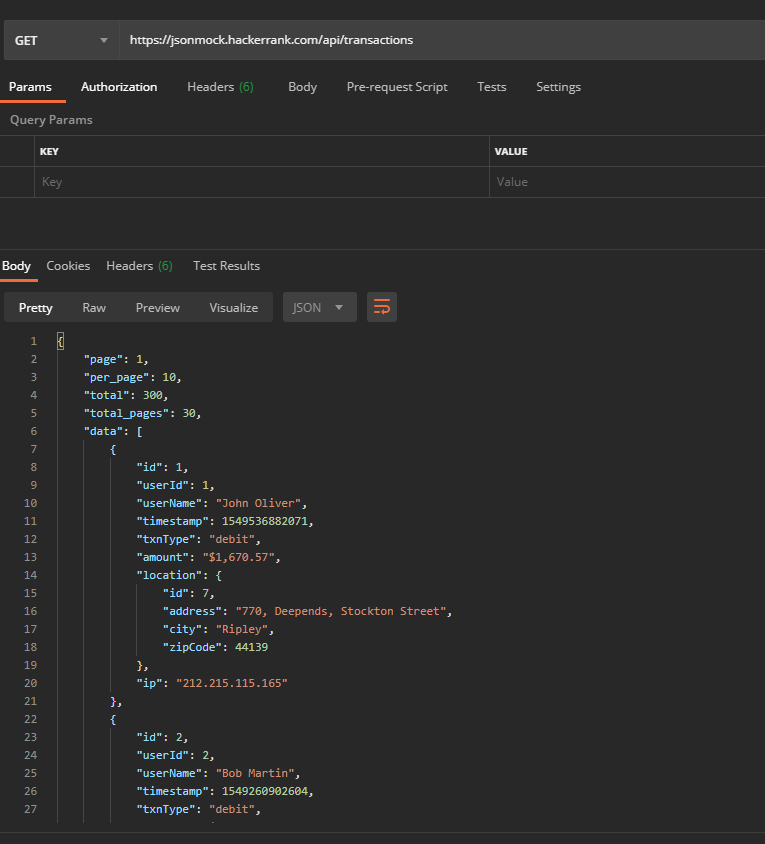 GET https://jsonmock.hackerrank.com/api/transactions
Params Authorization Headers (6) Body Pre-request Script Tests Settings
Query Params
KEY VALUE
Key Value
Body Cookies Headers (6) Test Results
Pretty Raw Preview Visualize JSON
1 {
2 "page": 1,
3 "per_page": 10,
4 "total": 300,
5 "total_pages": 30,
6 "data": [
7 {
8 "id": 1,
9 "userId": 1,
10 "userName": "John Oliver",
11 "timestamp": 1549536882071,
12 "txnType": "debit",
13 "amount": "$1,670.57",
14 "location": {
15 "id": 7,
16 "address": "770, Deepends, Stockton Street",
17 "city": "Ripley",
18 "zipCode": 44139
19 },
20 "ip": "212.215.115.165"
21 },
22 {
23 "id": 2,
24 "userId": 2,
25 "userName": "Bob Martin",
26 "timestamp": 1549260902604,
27 "txnType": "debit",